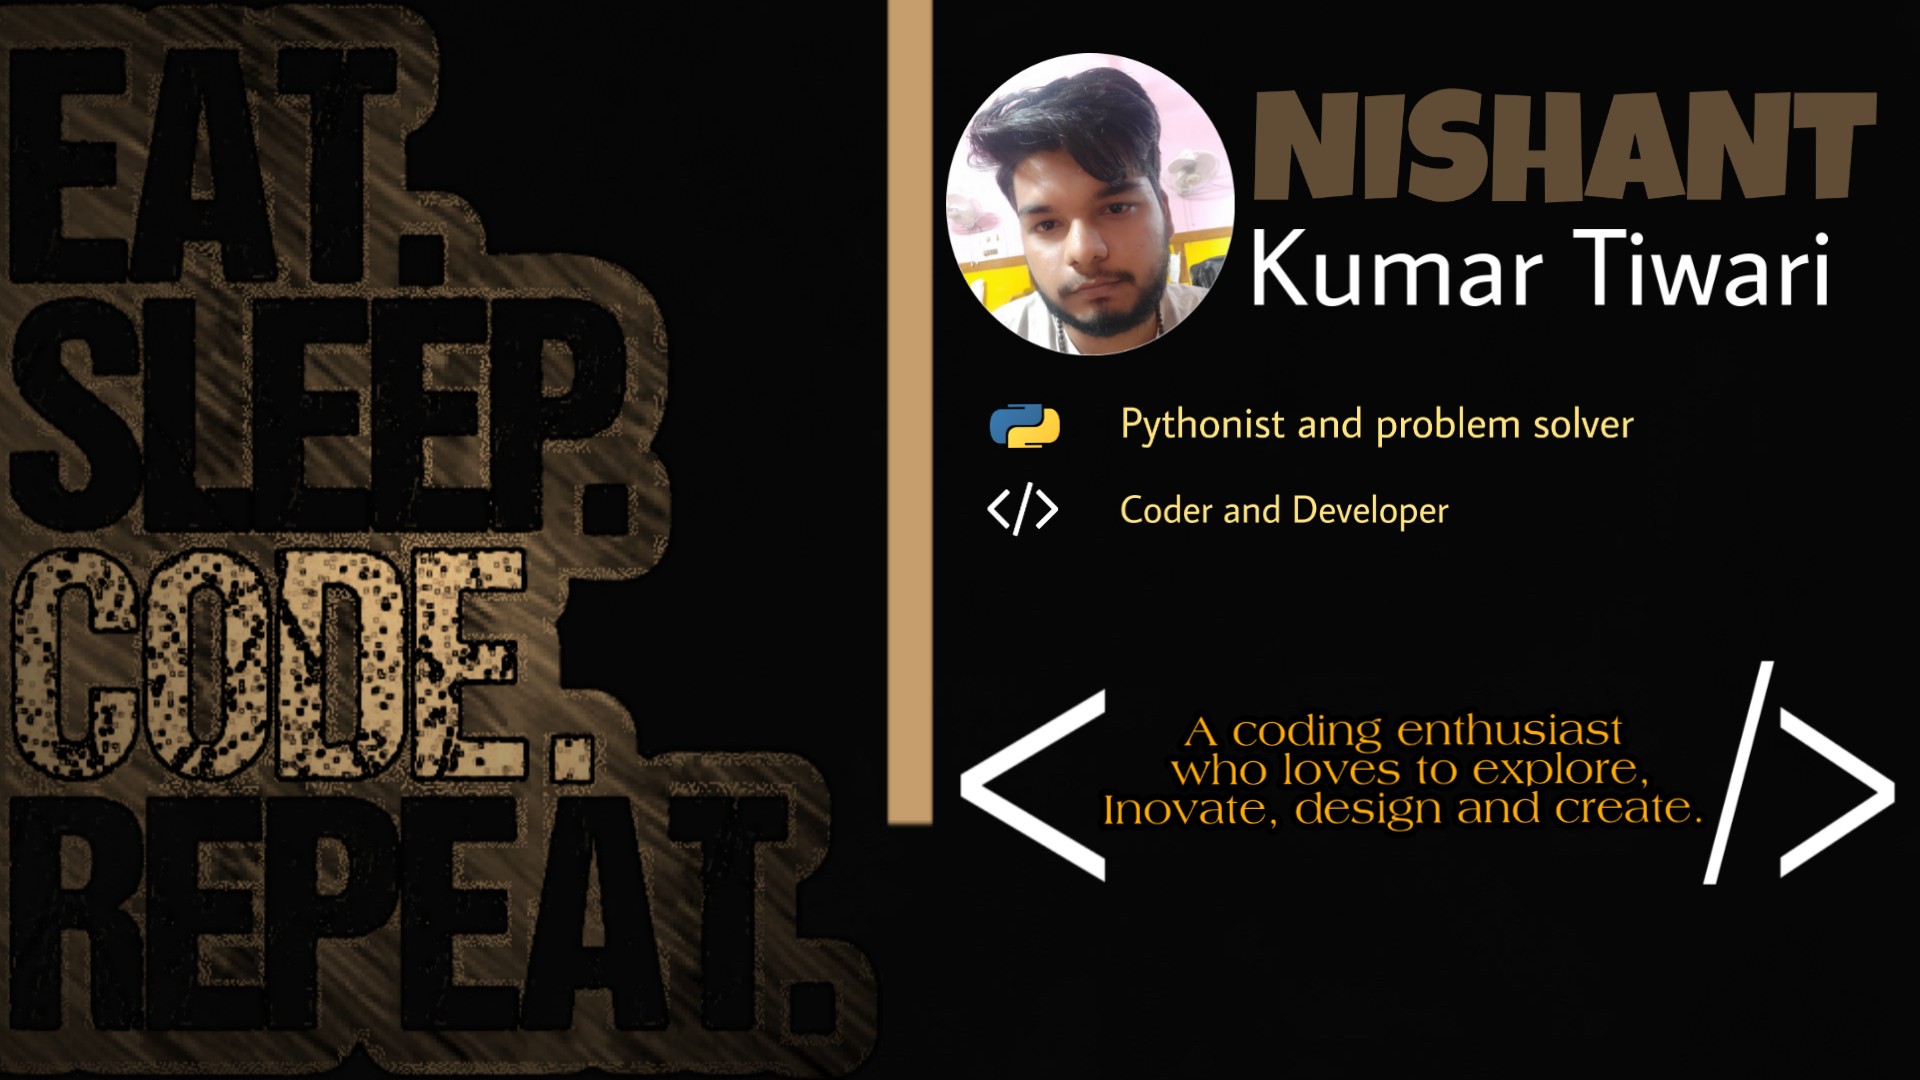 EAT.
SLEEP.
CODE.
REPEAT.
NISHANT
Kumar Tiwari
Pythonist and problem solver
</> Coder and Developer
< A coding enthusiast
who loves to explore,
Inovate, design and create. />